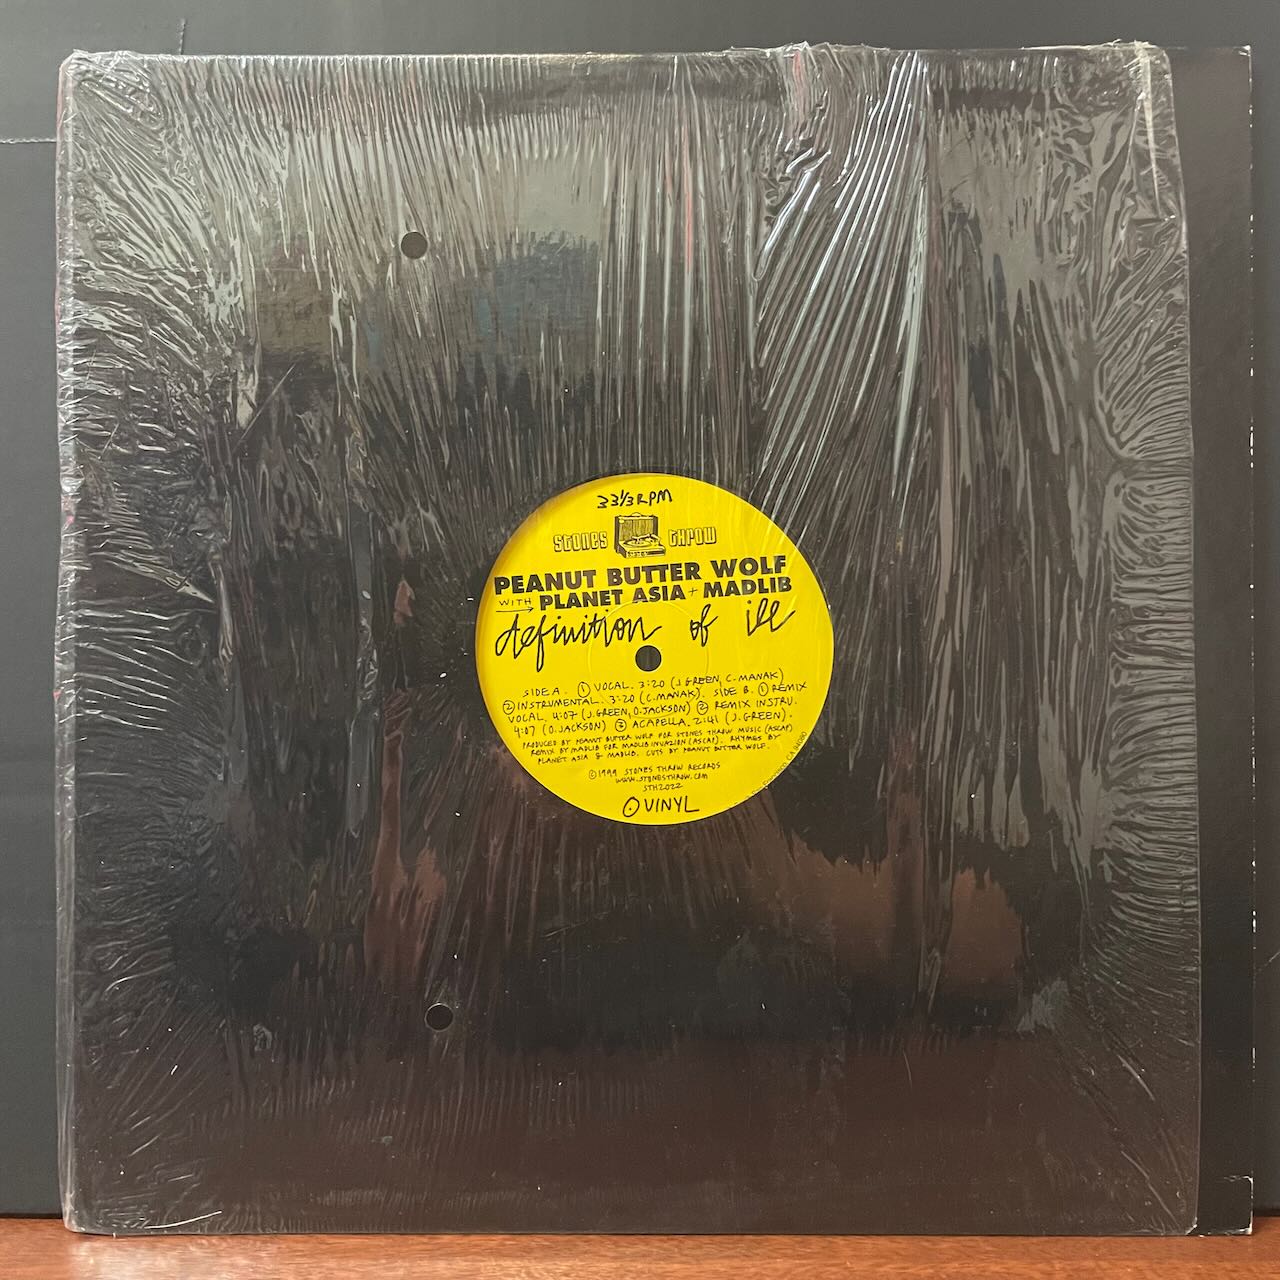 33⅓ RPM
STONES THROW
PEANUT BUTTER WOLF
WITH PLANET ASIA + MADLIB
definition of ill
SIDE A. ① VOCAL. 3:20 (J.GREEN, C.MANAK)
② INSTRUMENTAL. 3:20 (C.MANAK). SIDE B. ① REMIX
VOCAL. 4:07 (J.GREEN, O.JACKSON) ② REMIX INSTRU.
4:07 (O.JACKSON) ③ ACAPELLA. 2:41 (J.GREEN).
PRODUCED BY PEANUT BUTTER WOLF FOR STONES THROW MUSIC (ASCAP)
REMIX BY MADLIB FOR MADLIB INVAZION (ASCAP). RHYMES BY
PLANET ASIA & MADLIB. CUTS BY PEANUT BUTTER WOLF.
©1999 STONES THROW RECORDS
WWW.STONESTHROW.COM
STH2022
VINYL
CA 94080